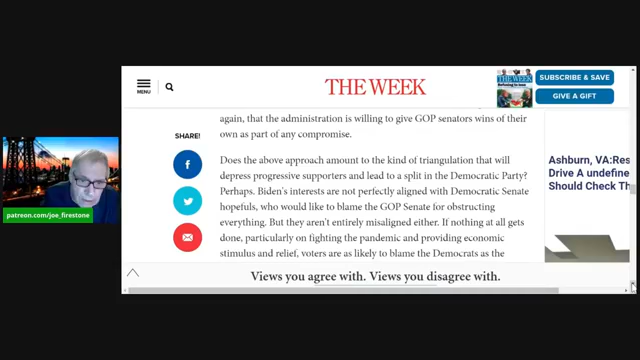 THE WEEK
MENU
SUBSCRIBE & SAVE
GIVE A GIFT
again, that the administration is willing to give GOP senators wins of their
own as part of any compromise.
SHARE!
Does the above approach amount to the kind of triangulation that will
depress progressive supporters and lead to a split in the Democratic Party?
Perhaps. Biden's interests are not perfectly aligned with Democratic Senate
hopefuls, who would like to blame the GOP Senate for obstructing
everything. But they aren't entirely misaligned either. If nothing at all gets
done, particularly on fighting the pandemic and providing economic
stimulus and relief, voters are as likely to blame the Democrats as the
Ashburn, VA:Res
Drive A undefine
Should Check Th
patreon.com/joe_firestone
Views you agree with. Views you disagree with.